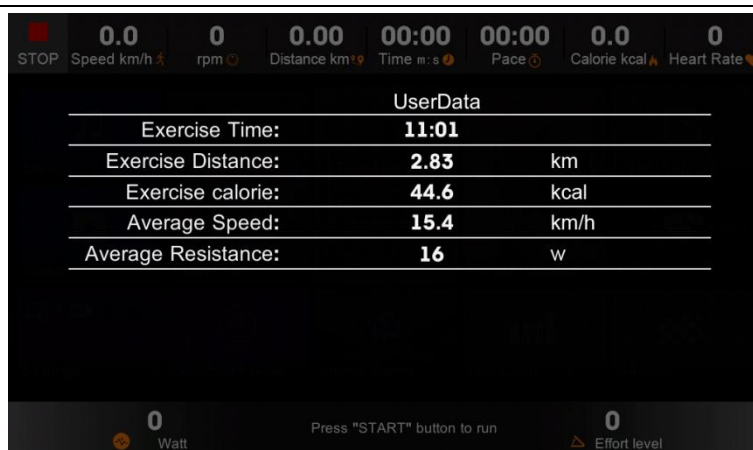 0.0 0 0.00 00:00 00:00 0.0 0
STOP Speed km/h rpm Distance km Time m:s Pace Calorie kcal Heart Rate
UserData
Exercise Time: 11:01
Exercise Distance: 2.83 km
Exercise calorie: 44.6 kcal
Average Speed: 15.4 km/h
Average Resistance: 16 w
0 Press "START" button to run 0
Watt Effort level